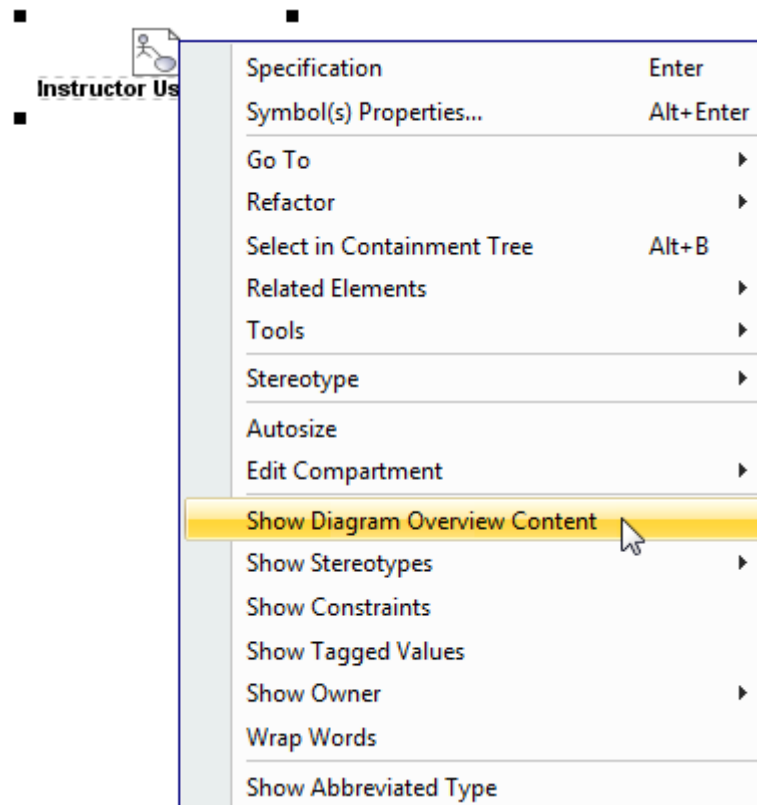 Instructor Us
Specification Enter
Symbol(s) Properties... Alt+Enter
Go To
Refactor
Select in Containment Tree Alt+B
Related Elements
Tools
Stereotype
Autosize
Edit Compartment
Show Diagram Overview Content
Show Stereotypes
Show Constraints
Show Tagged Values
Show Owner
Wrap Words
Show Abbreviated Type